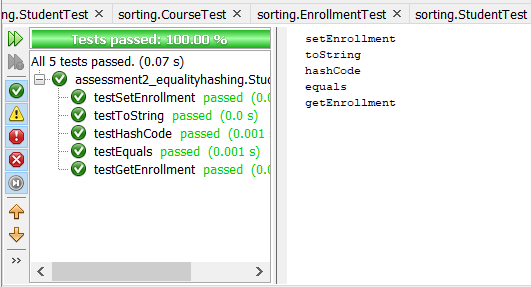 ng.StudentTest × sorting.CourseTest × sorting.EnrollmentTest × sorting.StudentTest
Tests passed: 100.00 %
All 5 tests passed. (0.07 s)
assessment2_equalityhashing.Stu
testSetEnrollment passed (0.0
testToString passed (0.0 s)
testHashCode passed (0.001
testEquals passed (0.001 s)
testGetEnrollment passed (0.0
>>
setEnrollment
toString
hashCode
equals
getEnrollment